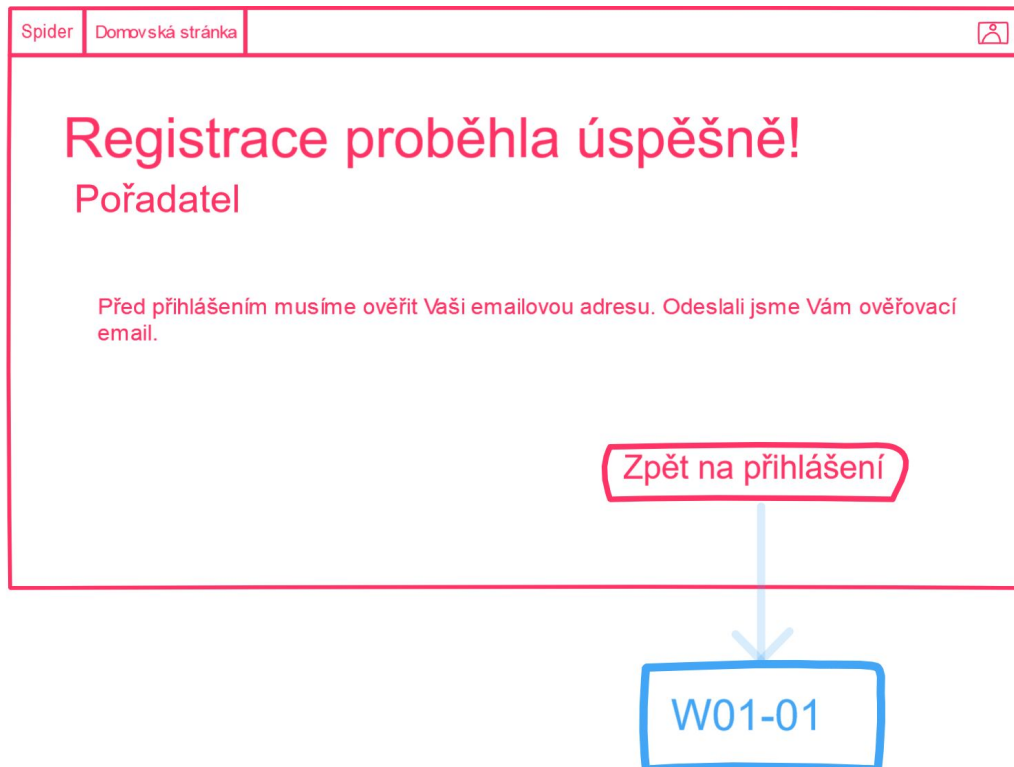 Spider Domovská stránka
Registrace proběhla úspěšně!
Pořadatel
Před přihlášením musíme ověřit Vaši emailovou adresu. Odeslali jsme Vám ověřovací
email.
Zpět na přihlášení
W01-01